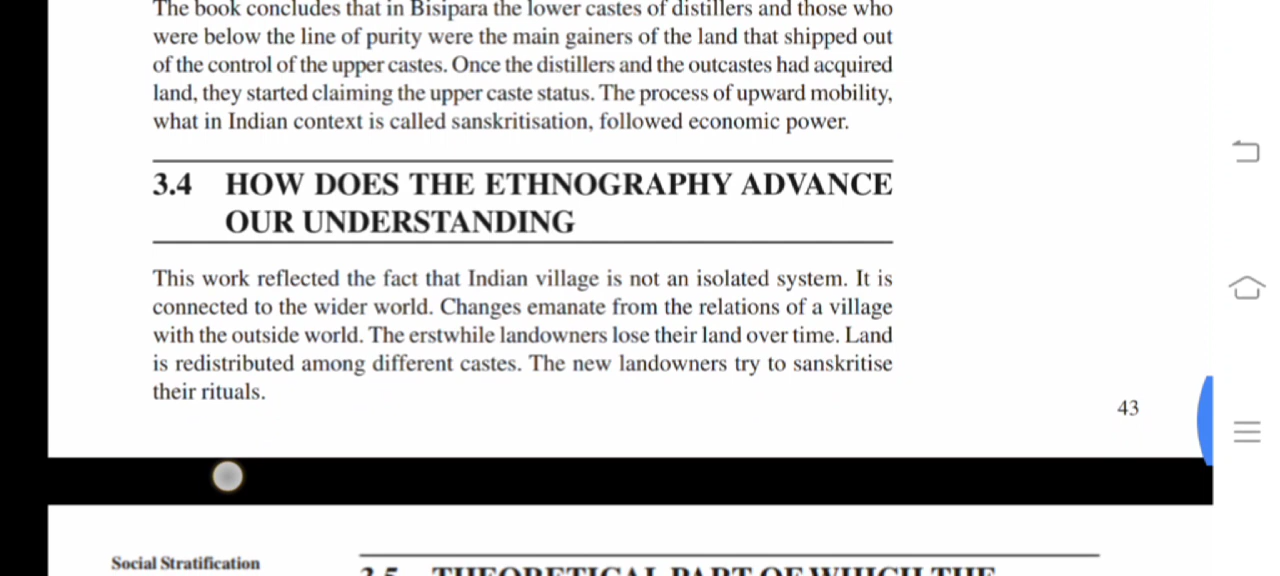 The book concludes that in Bisipara the lower castes of distillers and those who
were below the line of purity were the main gainers of the land that shipped out
of the control of the upper castes. Once the distillers and the outcastes had acquired
land, they started claiming the upper caste status. The process of upward mobility,
what in Indian context is called sanskritisation, followed economic power.
3.4 HOW DOES THE ETHNOGRAPHY ADVANCE
OUR UNDERSTANDING
This work reflected the fact that Indian village is not an isolated system. It is
connected to the wider world. Changes emanate from the relations of a village
with the outside world. The erstwhile landowners lose their land over time. Land
is redistributed among different castes. The new landowners try to sanskritise
their rituals.
43
Social Stratification
3.5 THEORETICAL PART OF WHICH THE